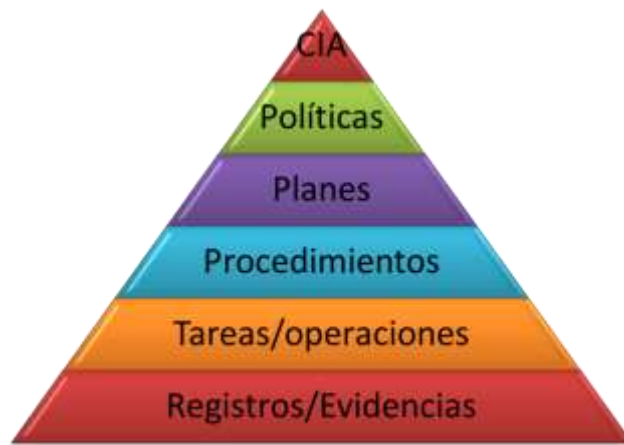 CIA
Políticas
Planes
Procedimientos
Tareas/operaciones
Registros/Evidencias